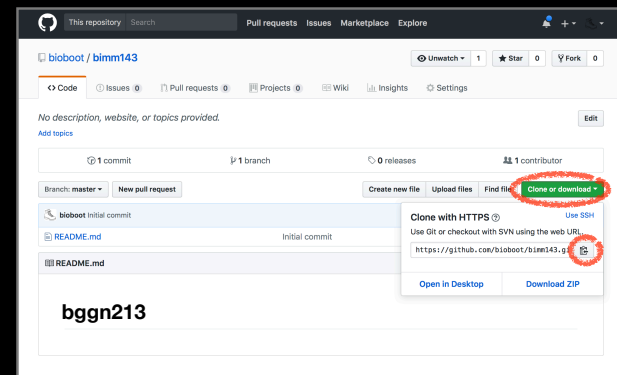 This repository Search Pull requests Issues Marketplace Explore
bioboot / bimm143 Unwatch 1 Star 0 Fork 0
Code Issues 0 Pull requests 0 Projects 0 Wiki Insights Settings
No description, website, or topics provided. Edit
Add topics
1 commit 1 branch 0 releases 1 contributor
Branch: master New pull request Create new file Upload files Find file Clone or download
bioboot Initial commit
README.md Initial commit
Clone with HTTPS Use SSH
Use Git or checkout with SVN using the web URL.
https://github.com/bioboot/bimm143.gi
Open in Desktop Download ZIP
README.md
bggn213